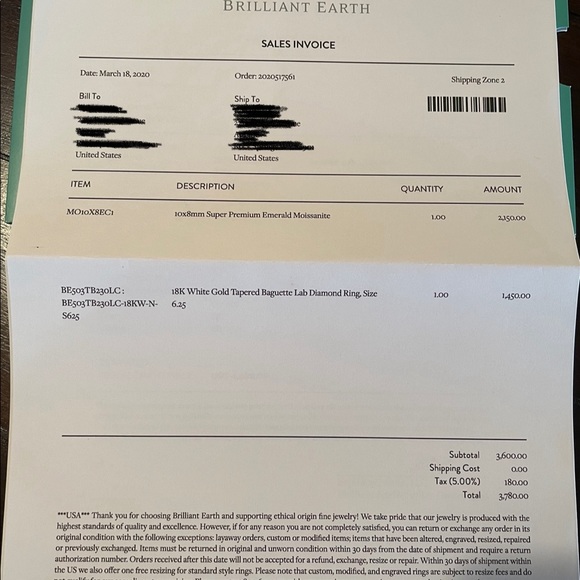 BRILLIANT EARTH
SALES INVOICE
Date: March 18, 2020 Order: 2020517561 Shipping Zone 2
Bill To Ship To
United States United States
ITEM DESCRIPTION QUANTITY AMOUNT
MO10X8EC1 10x8mm Super Premium Emerald Moissanite 1.00 2,150.00
BE503TB230LC : 18K White Gold Tapered Baguette Lab Diamond Ring, Size 1.00 1,450.00
BE503TB230LC-18KW-N- 6.25
S625
Subtotal 3,600.00
Shipping Cost 0.00
Tax (5.00%) 180.00
Total 3,780.00
***USA*** Thank you for choosing Brilliant Earth and supporting ethical origin fine jewelry! We take pride that our jewelry is produced with the
highest standards of quality and excellence. However, if for any reason you are not completely satisfied, you can return or exchange any order in its
original condition with the following exceptions: layaway orders, custom or modified items; items that have been altered, engraved, resized, repaired
or previously exchanged. Items must be returned in original and unworn condition within 30 days from the date of shipment and require a return
authorization number. Orders received after this date will not be accepted for a refund, exchange, resize or repair. Within 30 days of shipment within
the US we also offer one free resizing for standard style rings. Please note that custom, modified, and engraved rings are subject to resize fees and do